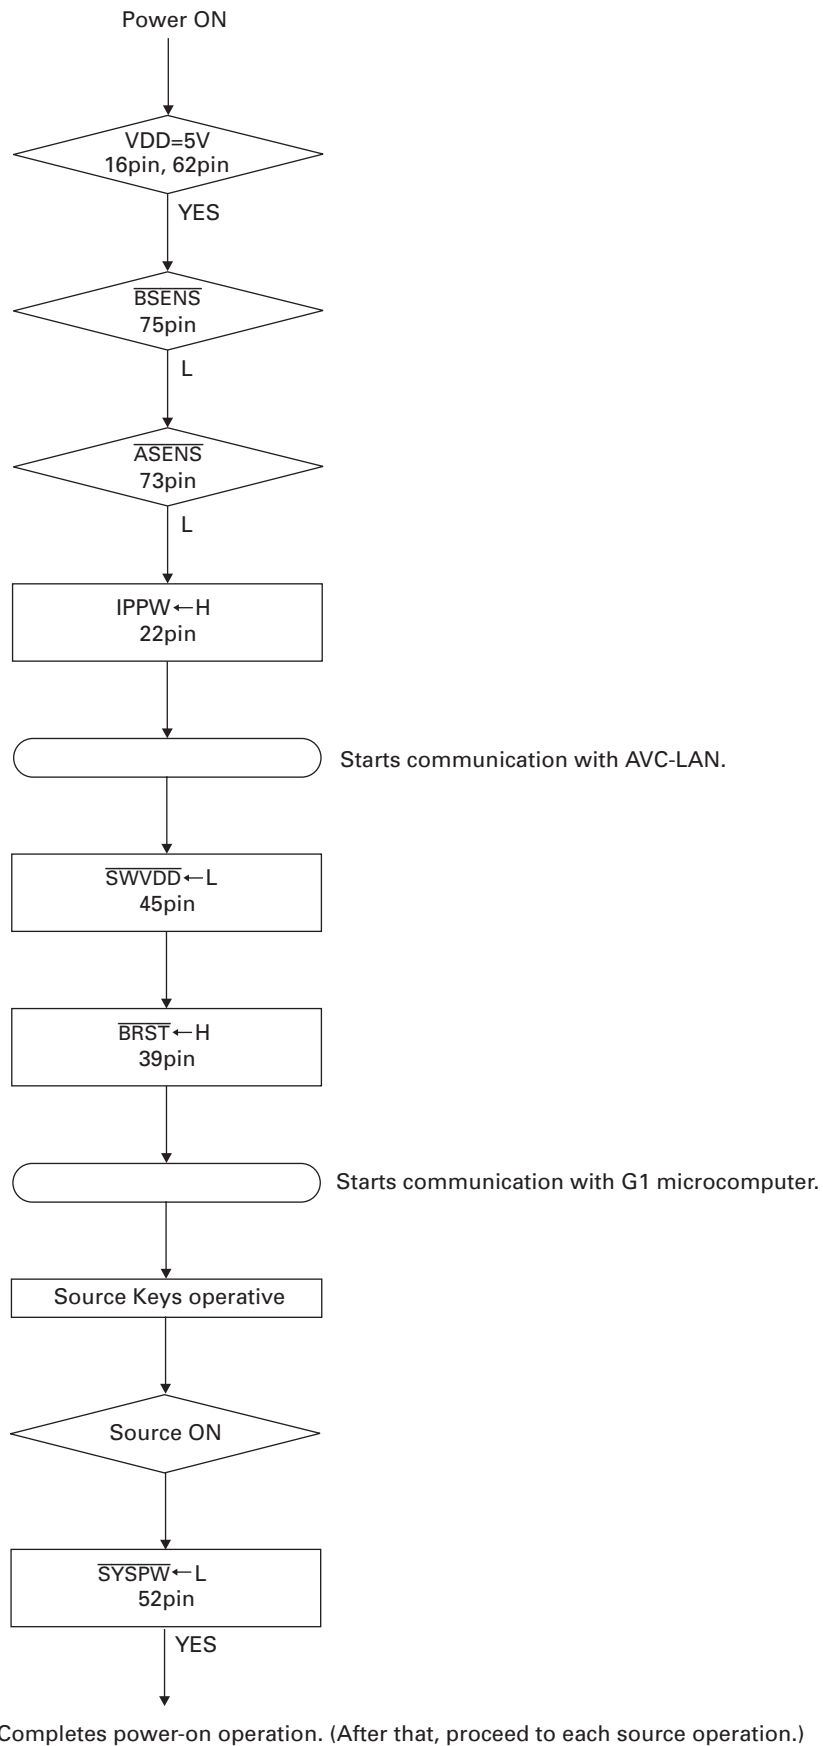 Power ON
VDD=5V
16pin, 62pin
YES
BSENS
75pin
L
ASENS
73pin
L
IPPW←H
22pin
Starts communication with AVC-LAN.
SWVDD←L
45pin
BRST←H
39pin
Starts communication with G1 microcomputer.
Source Keys operative
Source ON
SYSPW←L
52pin
YES
Completes power-on operation. (After that, proceed to each source operation.)